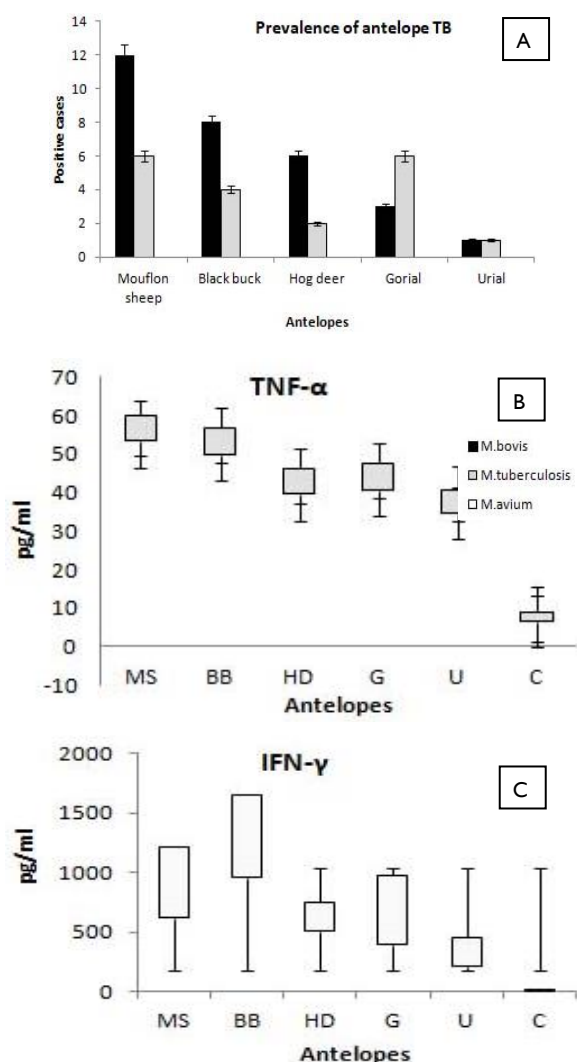 Prevalence of antelope TB
A
14
12
10
8
6
4
2
0
Positive cases
Mouflon sheep
Black buck
Hog deer
Gorial
Urial
Antelopes
TNF-α
B
70
60
50
40
30
20
10
0
-10
pg/ml
M.bovis
M.tuberculosis
M.avium
MS BB HD G U C
Antelopes
IFN-γ
C
2000
1500
1000
500
0
pg/ml
MS BB HD G U C
Antelopes